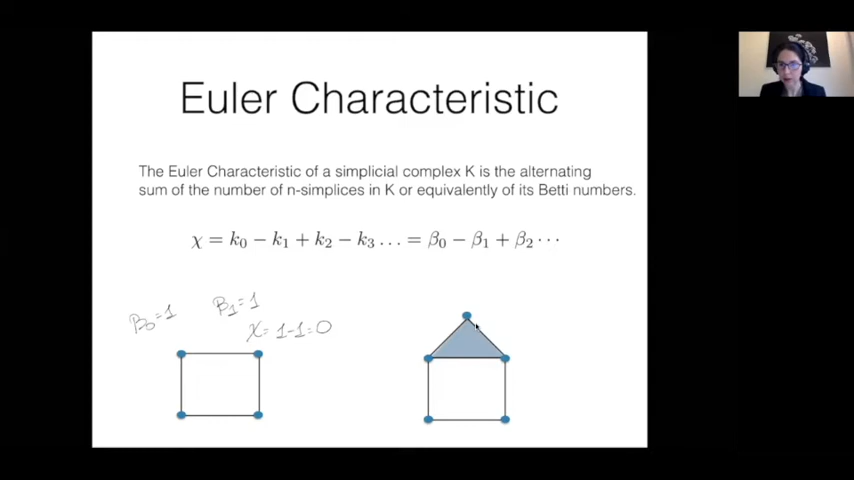 Euler Characteristic
The Euler Characteristic of a simplicial complex K is the alternating
sum of the number of n-simplices in K or equivalently of its Betti numbers.
χ = k₀ − k₁ + k₂ − k₃ … = β₀ − β₁ + β₂ ⋯
β₀=1 β₁=1
χ= 1-1=0